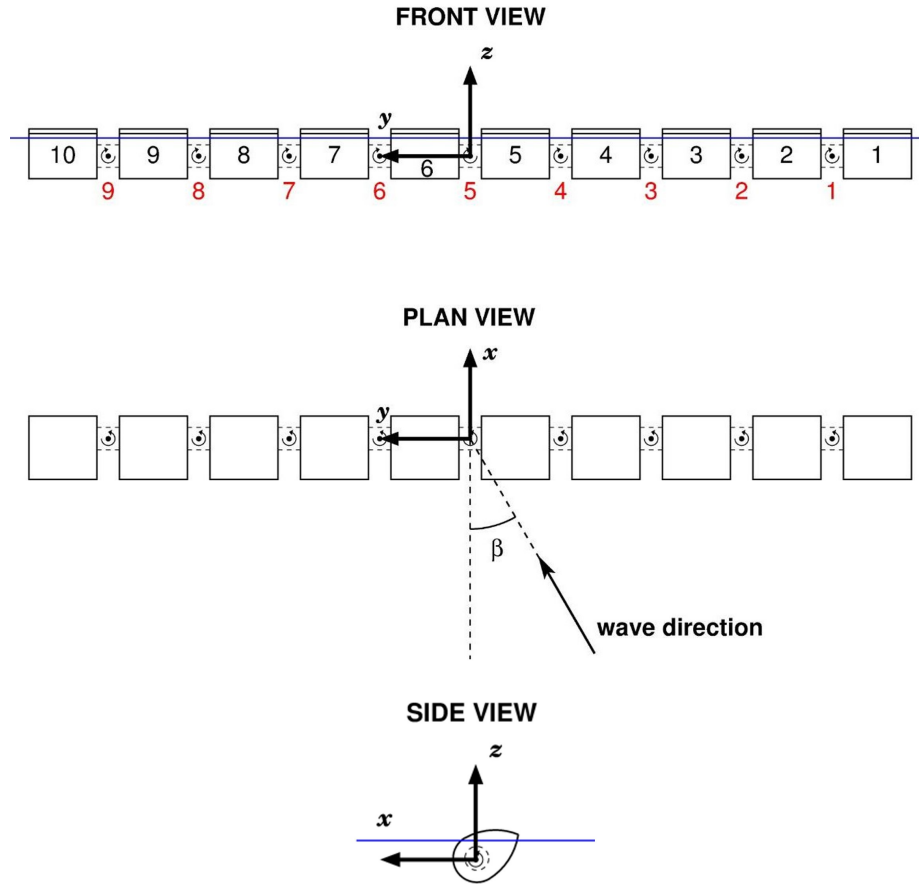 FRONT VIEW
z
y
10 9 8 7 6 5 4 3 2 1
9 8 7 6 5 4 3 2 1
PLAN VIEW
x
y
β
wave direction
SIDE VIEW
z
x